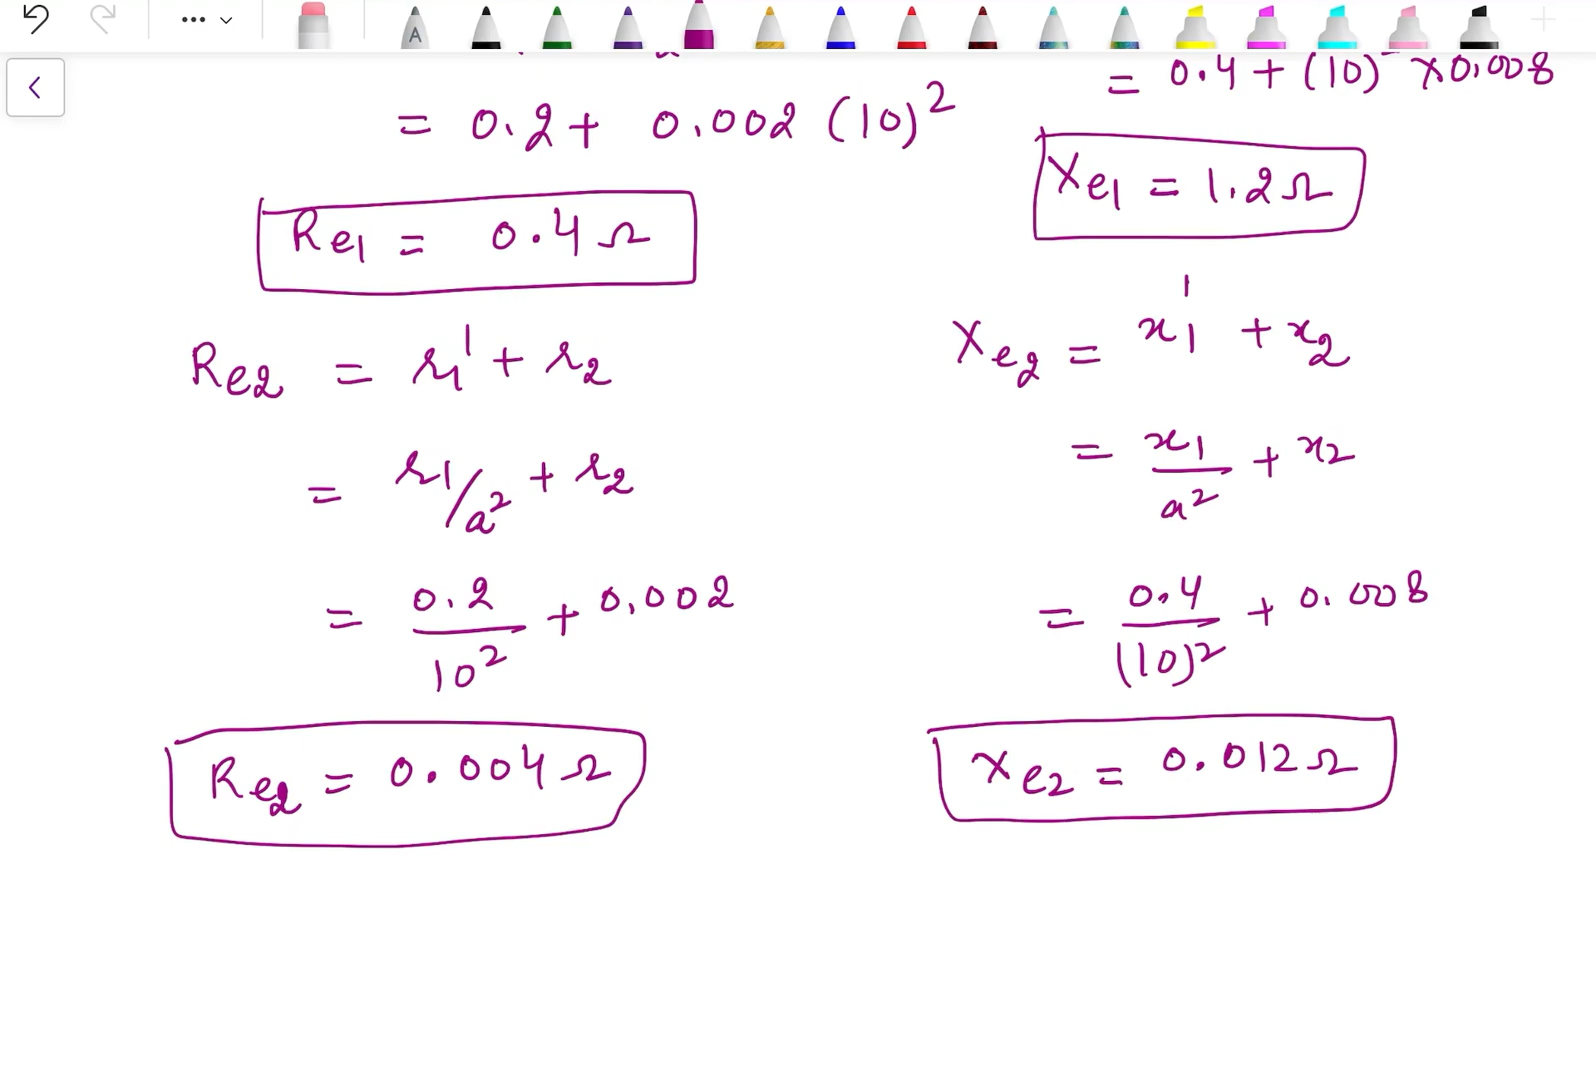 A
= 0.4 + (10) × 0.008
= 0.2 + 0.002 (10)²
Xe1 = 1.2 Ω
Re1 = 0.4 Ω
Re2 = r1' + r2
Xe2 = x1' + x2
= r1/a² + r2
= x1/a² + x2
= 0.2/10² + 0.002
= 0.4/(10)² + 0.008
Re2 = 0.004 Ω
Xe2 = 0.012 Ω